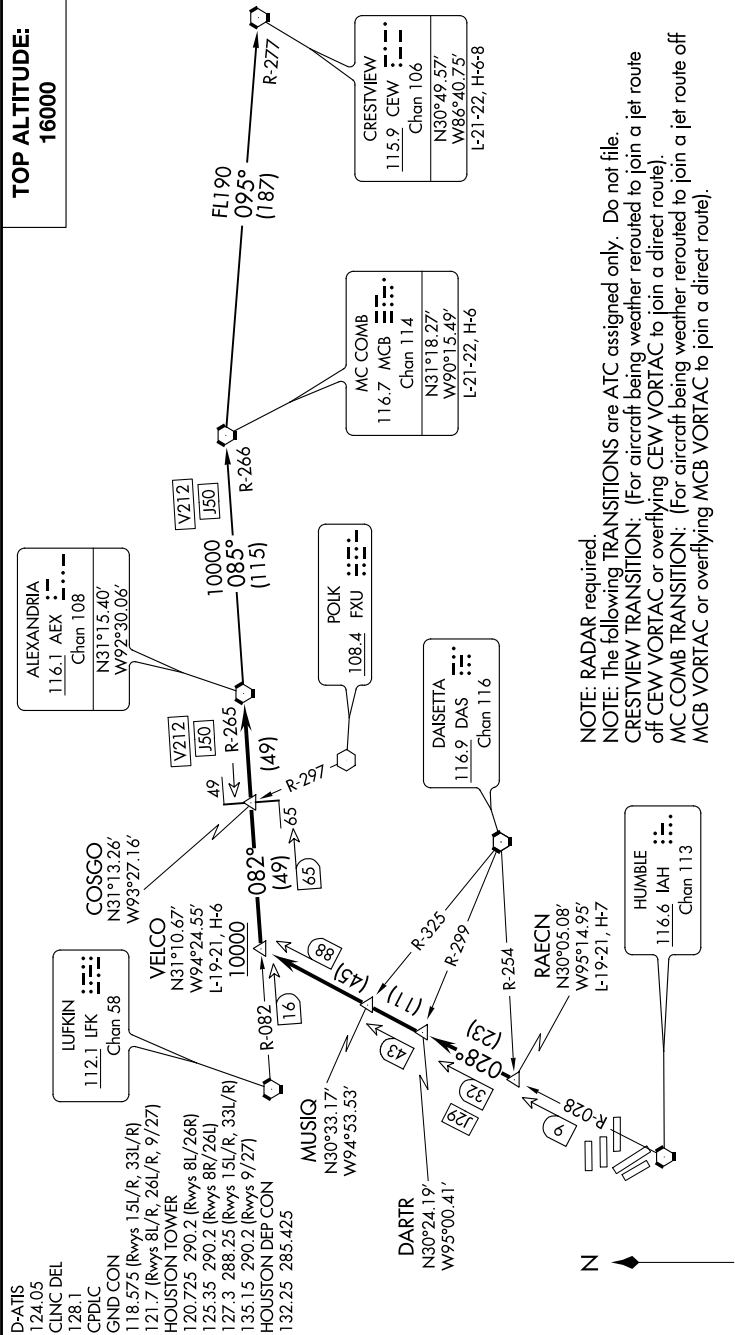 TOP ALTITUDE:
16000
D-ATIS
124.05
CLNC DEL
128.1
CPDLC
GND CON
118.575 (Rwys 15L/R, 33L/R)
121.7 (Rwys 8L/R, 26L/R, 9/27)
HOUSTON TOWER
120.725 290.2 (Rwys 8L/26R)
125.35 290.2 (Rwys 8R/26L)
127.3 288.25 (Rwys 15L/R, 33L/R)
135.15 290.2 (Rwys 9/27)
HOUSTON DEP CON
132.25 285.425
LUFKIN
112.1 LFK
Chan 58
R-082
16
VELCO
N31°10.67'
W94°24.55'
L-19-21, H-6
10000
COSGO
N31°13.26'
W93°27.16'
082°
(49)
65
49
65
R-297
V212
J50
R-265
(49)
ALEXANDRIA
116.1 AEX
Chan 108
N31°15.40'
W92°30.06'
10000
085°
(115)
V212
J50
R-266
POLK
108.4 FXU
MC COMB
116.7 MCB
Chan 114
N31°18.27'
W90°15.49'
L-21-22, H-6
FL190
095°
(187)
R-277
CRESTVIEW
115.9 CEW
Chan 106
N30°49.57'
W86°40.75'
L-21-22, H-6-8
MUSIQ
N30°33.17'
W94°53.53'
88
(45)
R-325
DARTR
N30°24.19'
W95°00.41'
43
(11)
R-299
J29
32
028°
(23)
R-254
DAISETTA
116.9 DAS
Chan 116
RAECN
N30°05.08'
W95°14.95'
L-19-21, H-7
9
R-028
HUMBLE
116.6 IAH
Chan 113
N
NOTE: RADAR required.
NOTE: The following TRANSITIONS are ATC assigned only. Do not file.
CRESTVIEW TRANSITION: (For aircraft being weather rerouted to join a jet route
off CEW VORTAC or overflying CEW VORTAC to join a direct route).
MC COMB TRANSITION: (For aircraft being weather rerouted to join a jet route off
MCB VORTAC or overflying MCB VORTAC to join a direct route).